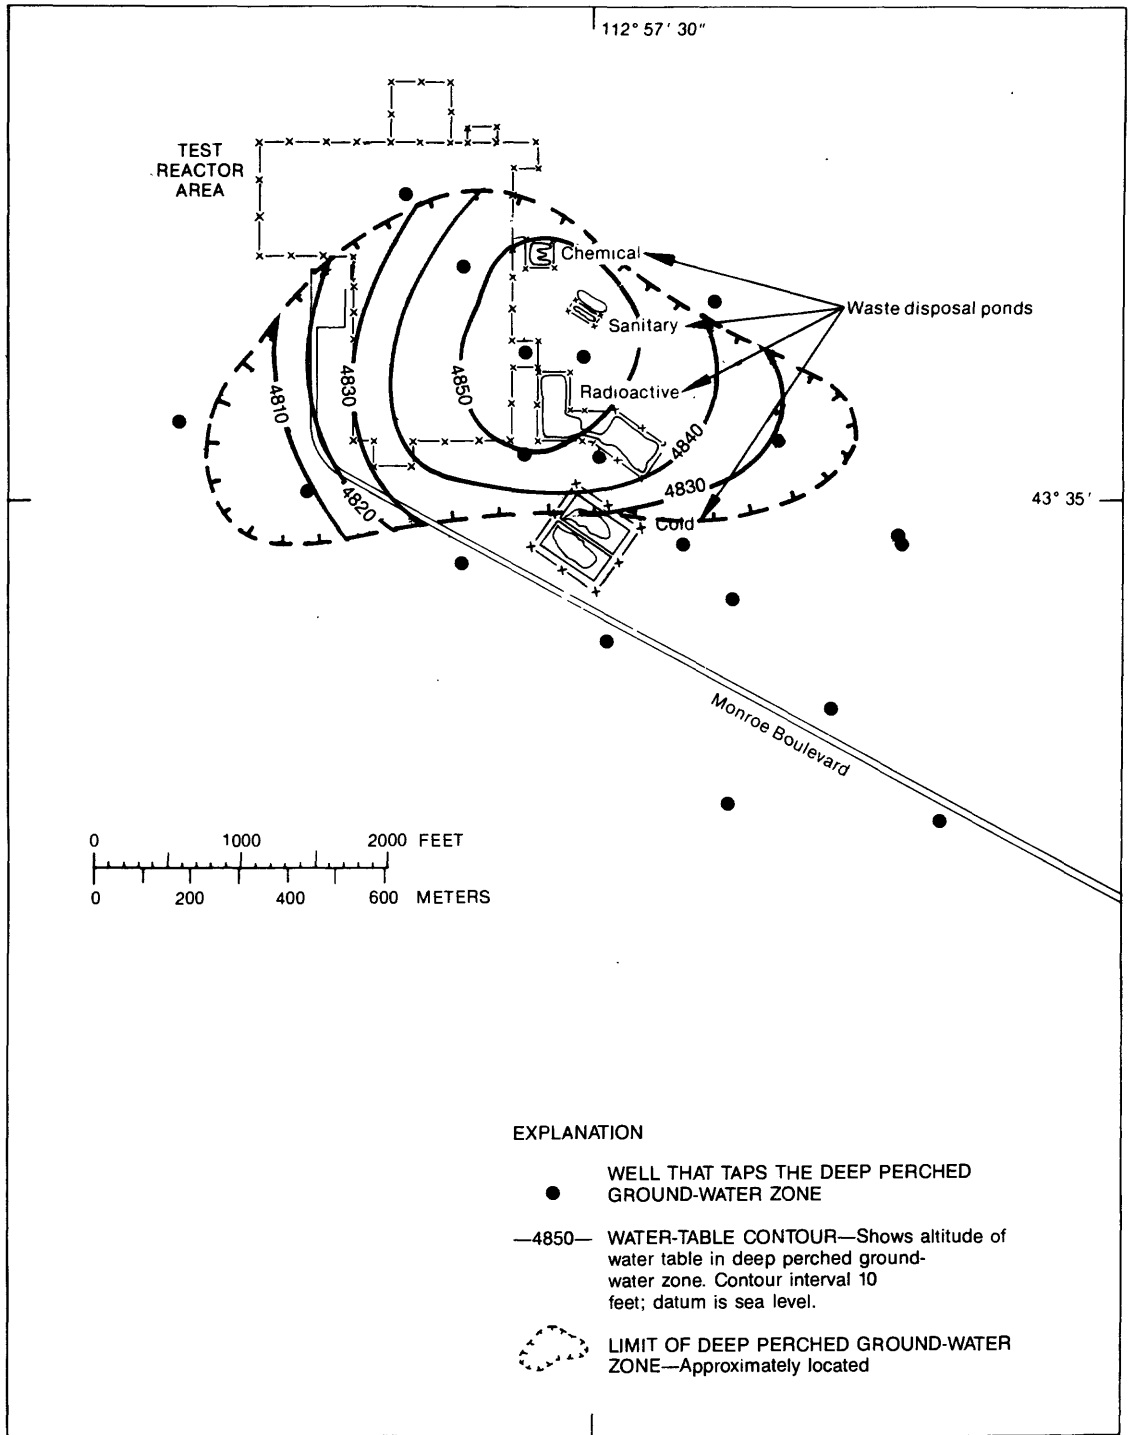 112° 57' 30"
TEST
REACTOR
AREA
Chemical
Waste disposal ponds
Sanitary
Radioactive
4850
4830
4810
4840
4830
4820
43° 35'
Cold
Monroe Boulevard
0 1000 2000 FEET
0 200 400 600 METERS
EXPLANATION
WELL THAT TAPS THE DEEP PERCHED
GROUND-WATER ZONE
—4850— WATER-TABLE CONTOUR—Shows altitude of
water table in deep perched ground-
water zone. Contour interval 10
feet; datum is sea level.
LIMIT OF DEEP PERCHED GROUND-WATER
ZONE—Approximately located